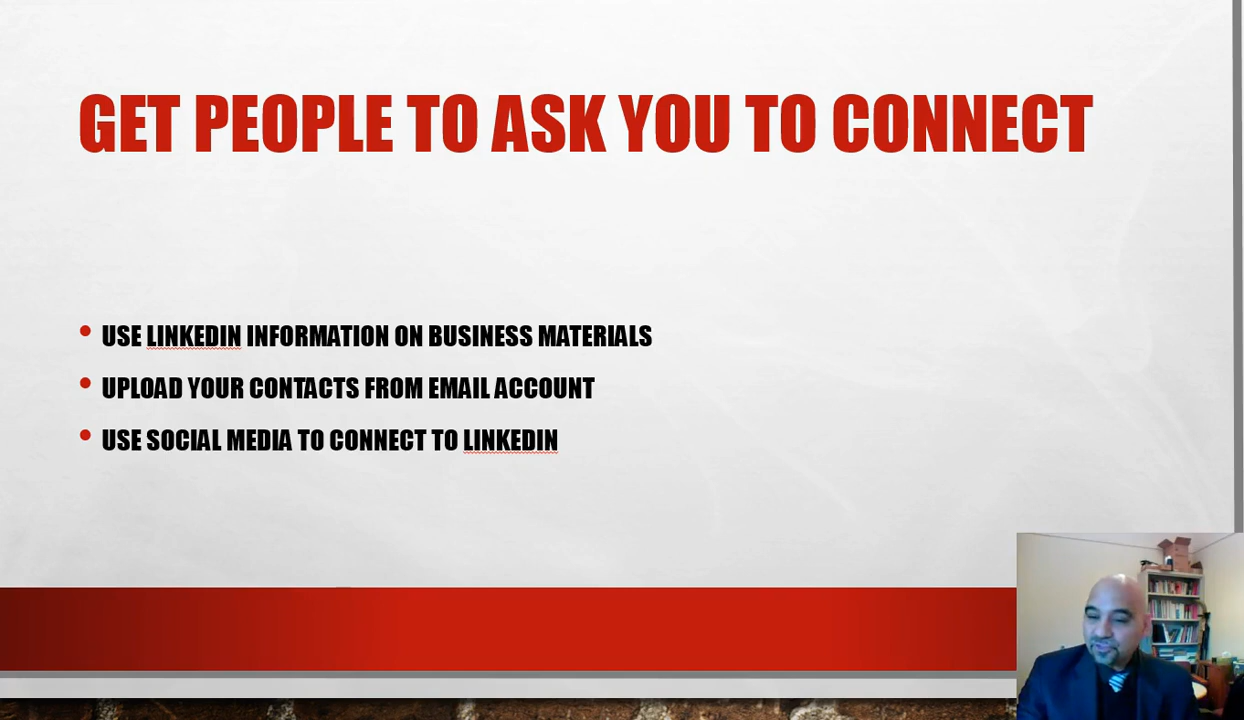 GET PEOPLE TO ASK YOU TO CONNECT
USE LINKEDIN INFORMATION ON BUSINESS MATERIALS
UPLOAD YOUR CONTACTS FROM EMAIL ACCOUNT
USE SOCIAL MEDIA TO CONNECT TO LINKEDIN